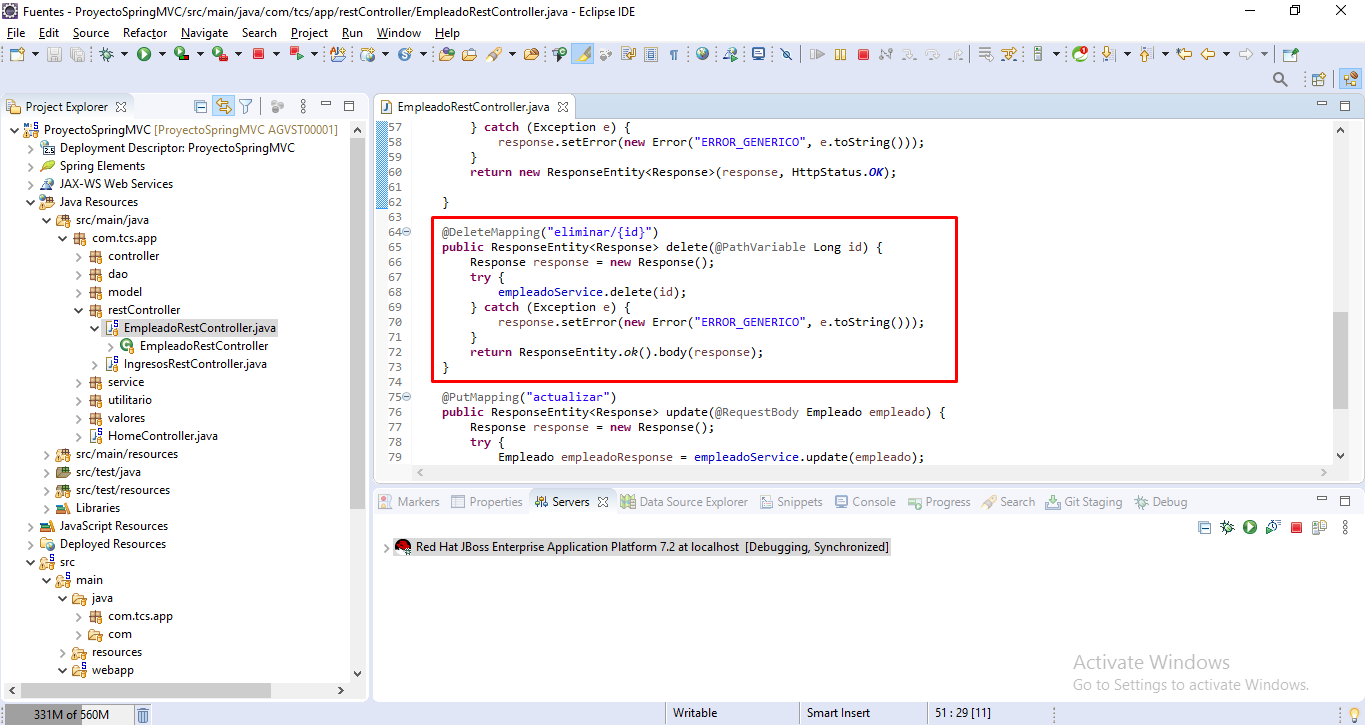 Fuentes - ProyectoSpringMVC/src/main/java/com/tcs/app/restController/EmpleadoRestController.java - Eclipse IDE
File Edit Source Refactor Navigate Search Project Run Window Help
Project Explorer
ProyectoSpringMVC [ProyectoSpringMVC AGVST00001]
Deployment Descriptor: ProyectoSpringMVC
Spring Elements
JAX-WS Web Services
Java Resources
src/main/java
com.tcs.app
controller
dao
model
restController
EmpleadoRestController.java
EmpleadoRestController
IngresosRestController.java
service
utilitario
valores
HomeController.java
src/main/resources
src/test/java
src/test/resources
Libraries
JavaScript Resources
Deployed Resources
src
main
java
com.tcs.app
com
resources
webapp
EmpleadoRestController.java
57 } catch (Exception e) {
58 response.setError(new Error("ERROR_GENERICO", e.toString()));
59 }
60 return new ResponseEntity<Response>(response, HttpStatus.OK);
61
62 }
63
64 @DeleteMapping("eliminar/{id}")
65 public ResponseEntity<Response> delete(@PathVariable Long id) {
66 Response response = new Response();
67 try {
68 empleadoService.delete(id);
69 } catch (Exception e) {
70 response.setError(new Error("ERROR_GENERICO", e.toString()));
71 }
72 return ResponseEntity.ok().body(response);
73 }
74
75 @PutMapping("actualizar")
76 public ResponseEntity<Response> update(@RequestBody Empleado empleado) {
77 Response response = new Response();
78 try {
79 Empleado empleadoResponse = empleadoService.update(empleado);
Markers Properties Servers Data Source Explorer Snippets Console Progress Search Git Staging Debug
Red Hat JBoss Enterprise Application Platform 7.2 at localhost [Debugging, Synchronized]
Activate Windows
Go to Settings to activate Windows.
331M of 560M Writable Smart Insert 51 : 29 [11]